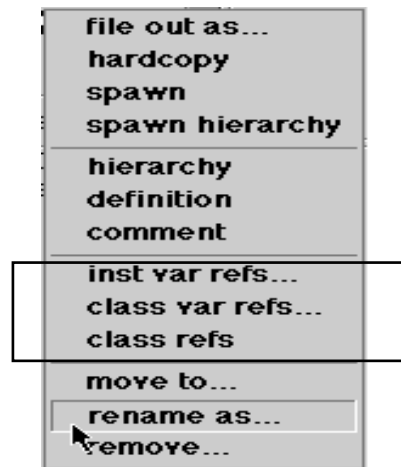 file out as...
hardcopy
spawn
spawn hierarchy
hierarchy
definition
comment
inst var refs...
class var refs...
class refs
move to...
rename as...
remove...